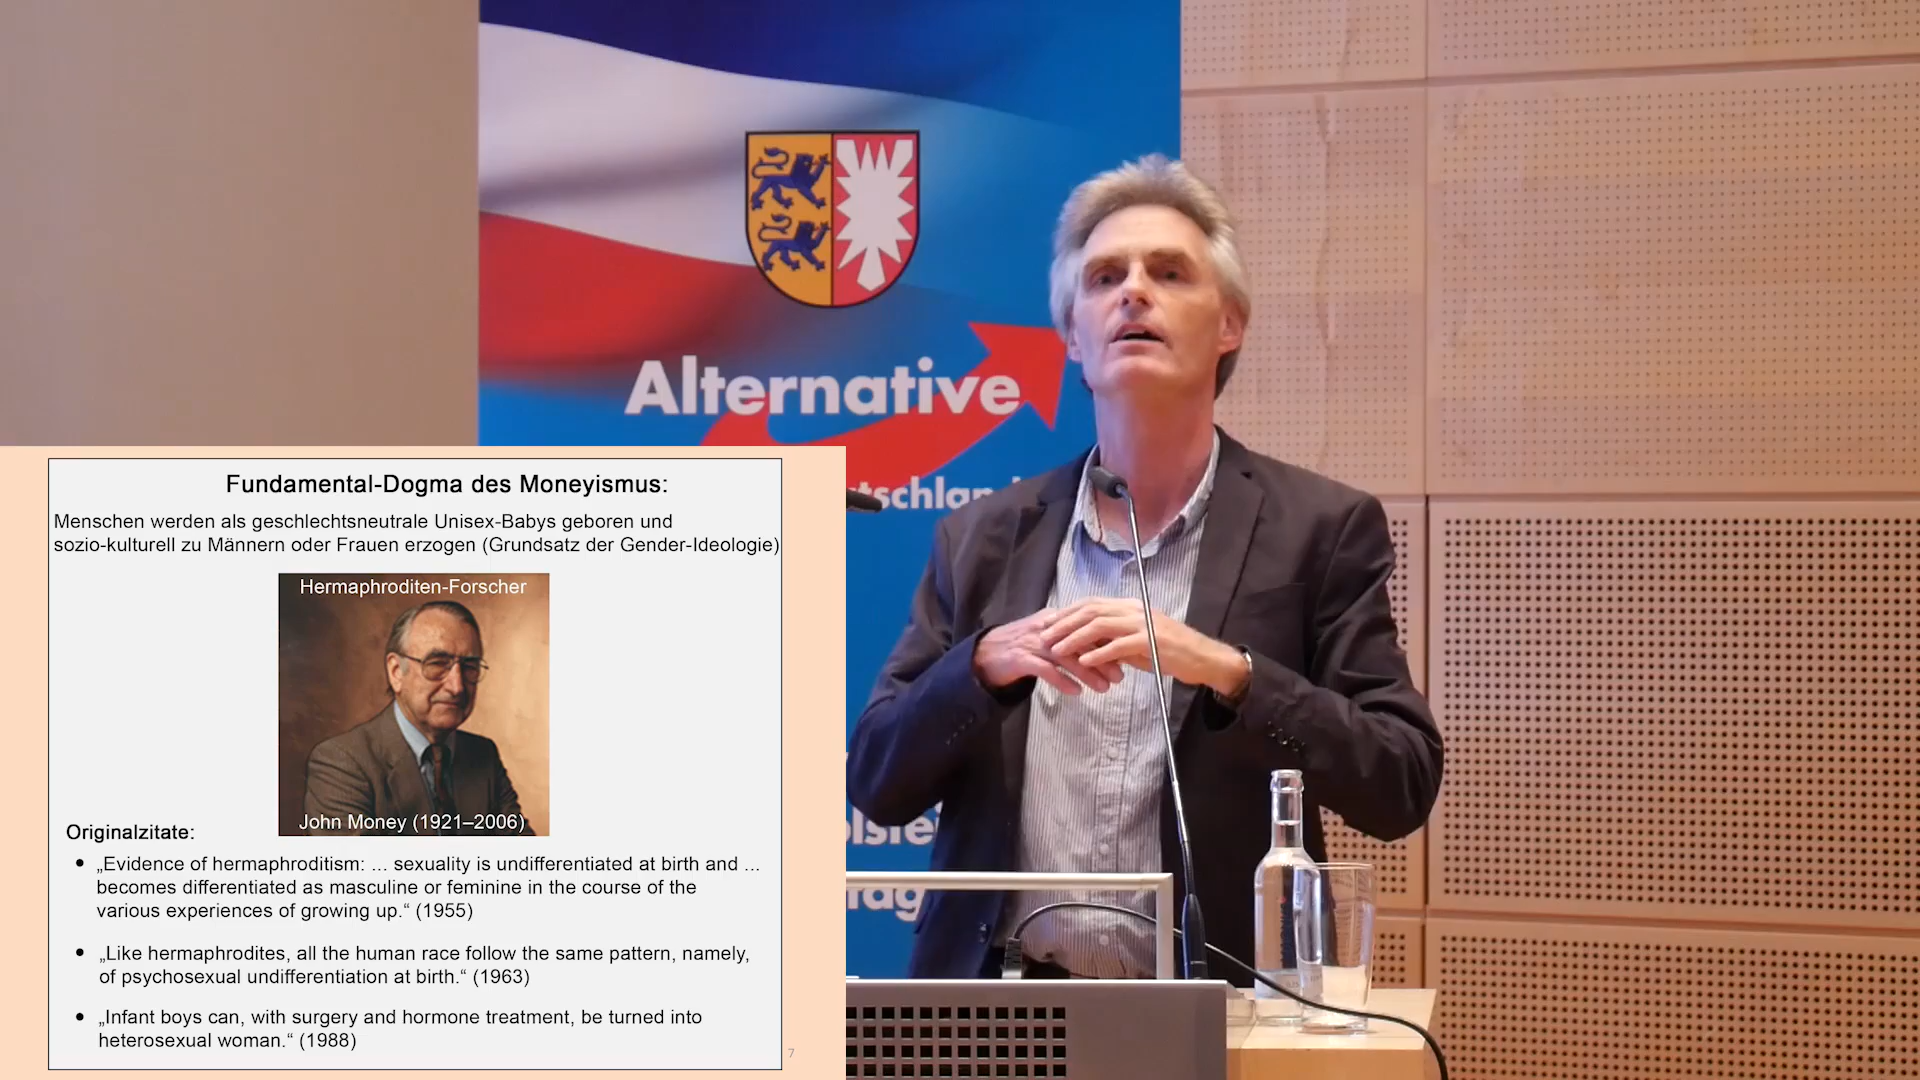 Alternative
tschlan
olstei
Fundamental-Dogma des Moneyismus:
Menschen werden als geschlechtsneutrale Unisex-Babys geboren und
sozio-kulturell zu Männern oder Frauen erzogen (Grundsatz der Gender-Ideologie)
Hermaphroditen-Forscher
John Money (1921–2006)
Originalzitate:
• „Evidence of hermaphroditism: ... sexuality is undifferentiated at birth and ...
becomes differentiated as masculine or feminine in the course of the
various experiences of growing up.“ (1955)
• „Like hermaphrodites, all the human race follow the same pattern, namely,
of psychosexual undifferentiation at birth.“ (1963)
• „Infant boys can, with surgery and hormone treatment, be turned into
heterosexual woman.“ (1988)
7